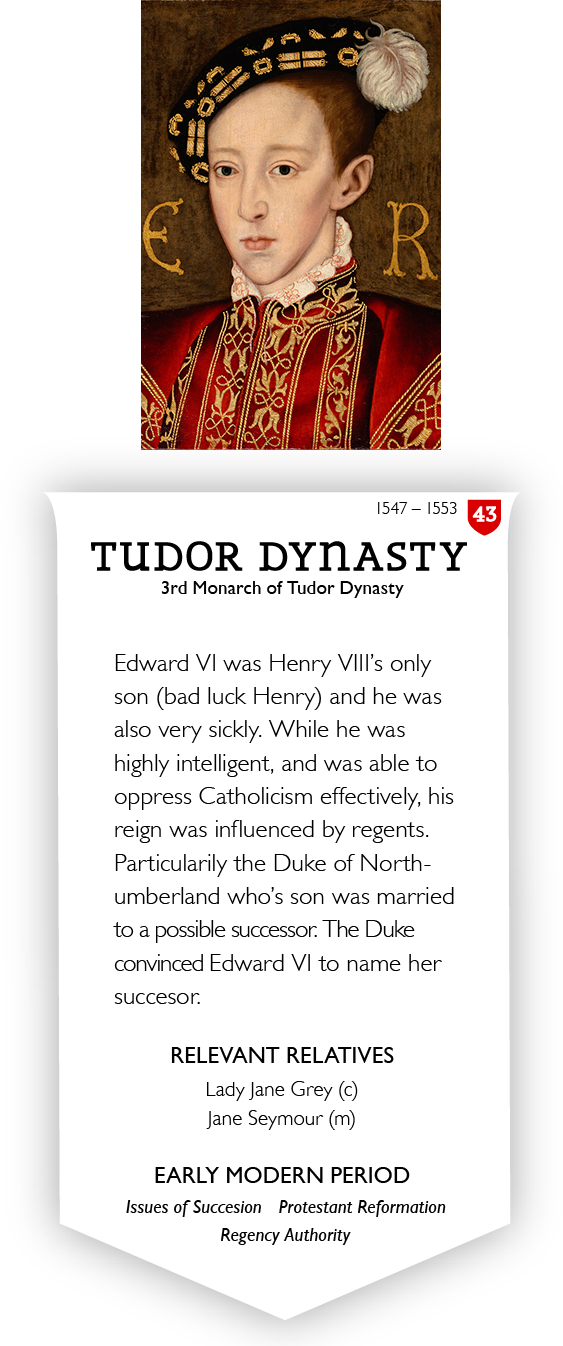 E R
1547 – 1553 43
TUDOR DYNASTY
3rd Monarch of Tudor Dynasty
Edward VI was Henry VIII’s only
son (bad luck Henry) and he was
also very sickly. While he was
highly intelligent, and was able to
oppress Catholicism effectively, his
reign was influenced by regents.
Particularily the Duke of North-
umberland who’s son was married
to a possible successor. The Duke
convinced Edward VI to name her
succesor.
RELEVANT RELATIVES
Lady Jane Grey (c)
Jane Seymour (m)
EARLY MODERN PERIOD
Issues of Succesion Protestant Reformation
Regency Authority